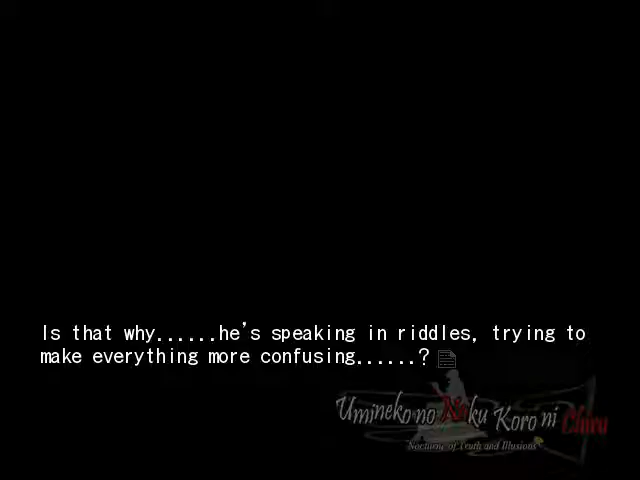 Is that why......he's speaking in riddles, trying to
make everything more confusing......?
Umineko no Naku Koro ni Chiru
Nocturne of Truth and Illusions